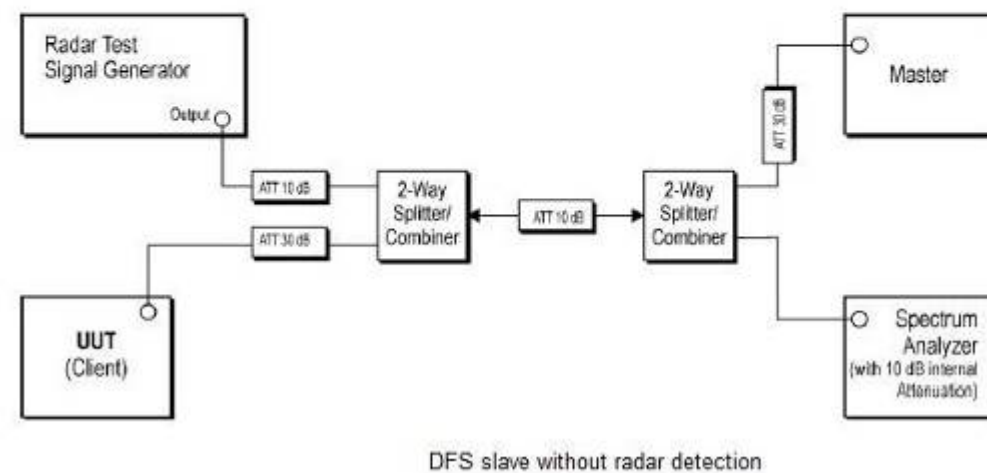 Radar Test
Signal Generator
Output
ATT 10 dB
ATT 30 dB
UUT
(Client)
2-Way
Splitter/
Combiner
ATT 10 dB
2-Way
Splitter/
Combiner
ATT 30 dB
Master
Spectrum
Analyzer
(with 10 dB internal
Attenuation)
DFS slave without radar detection